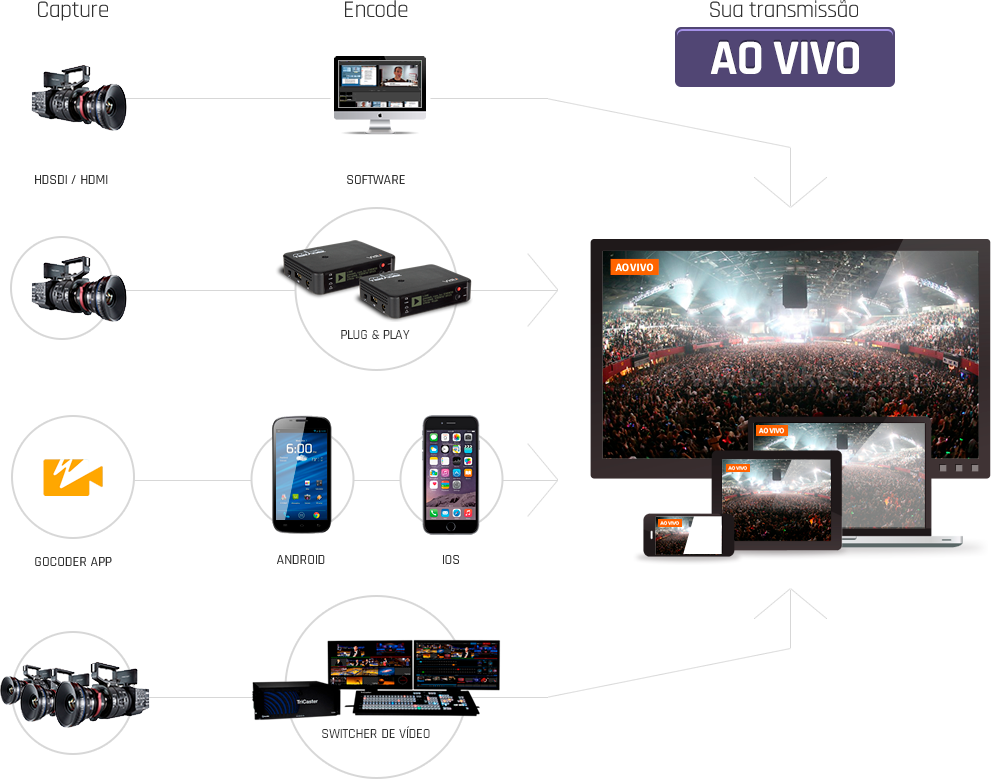 Capture
Encode
Sua transmissão
AO VIVO
HDSDI / HDMI
SOFTWARE
AO VIVO
PLUG & PLAY
6:00
AO VIVO
AO VIVO
AO VIVO
GOCODER APP
ANDROID
IOS
TriCaster
SWITCHER DE VÍDEO